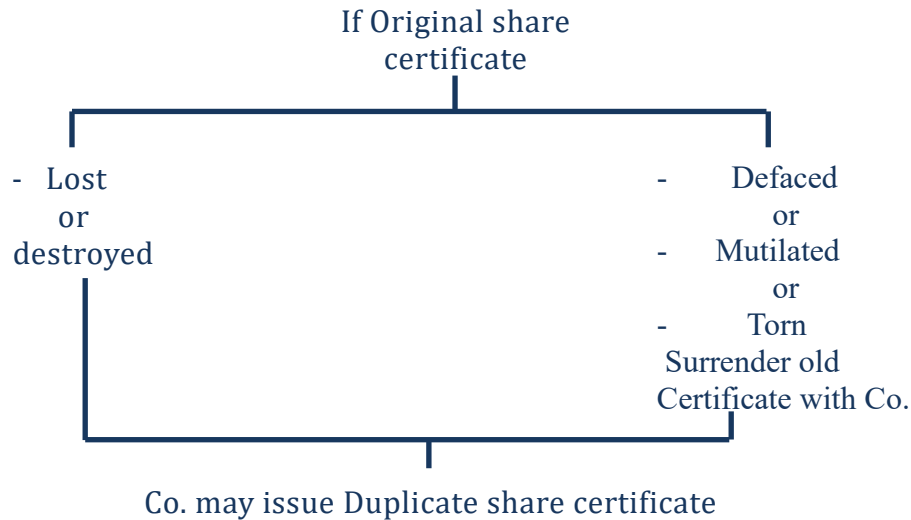 If Original share
certificate
- Lost
or
destroyed
- Defaced
or
- Mutilated
or
- Torn
Surrender old
Certificate with Co.
Co. may issue Duplicate share certificate